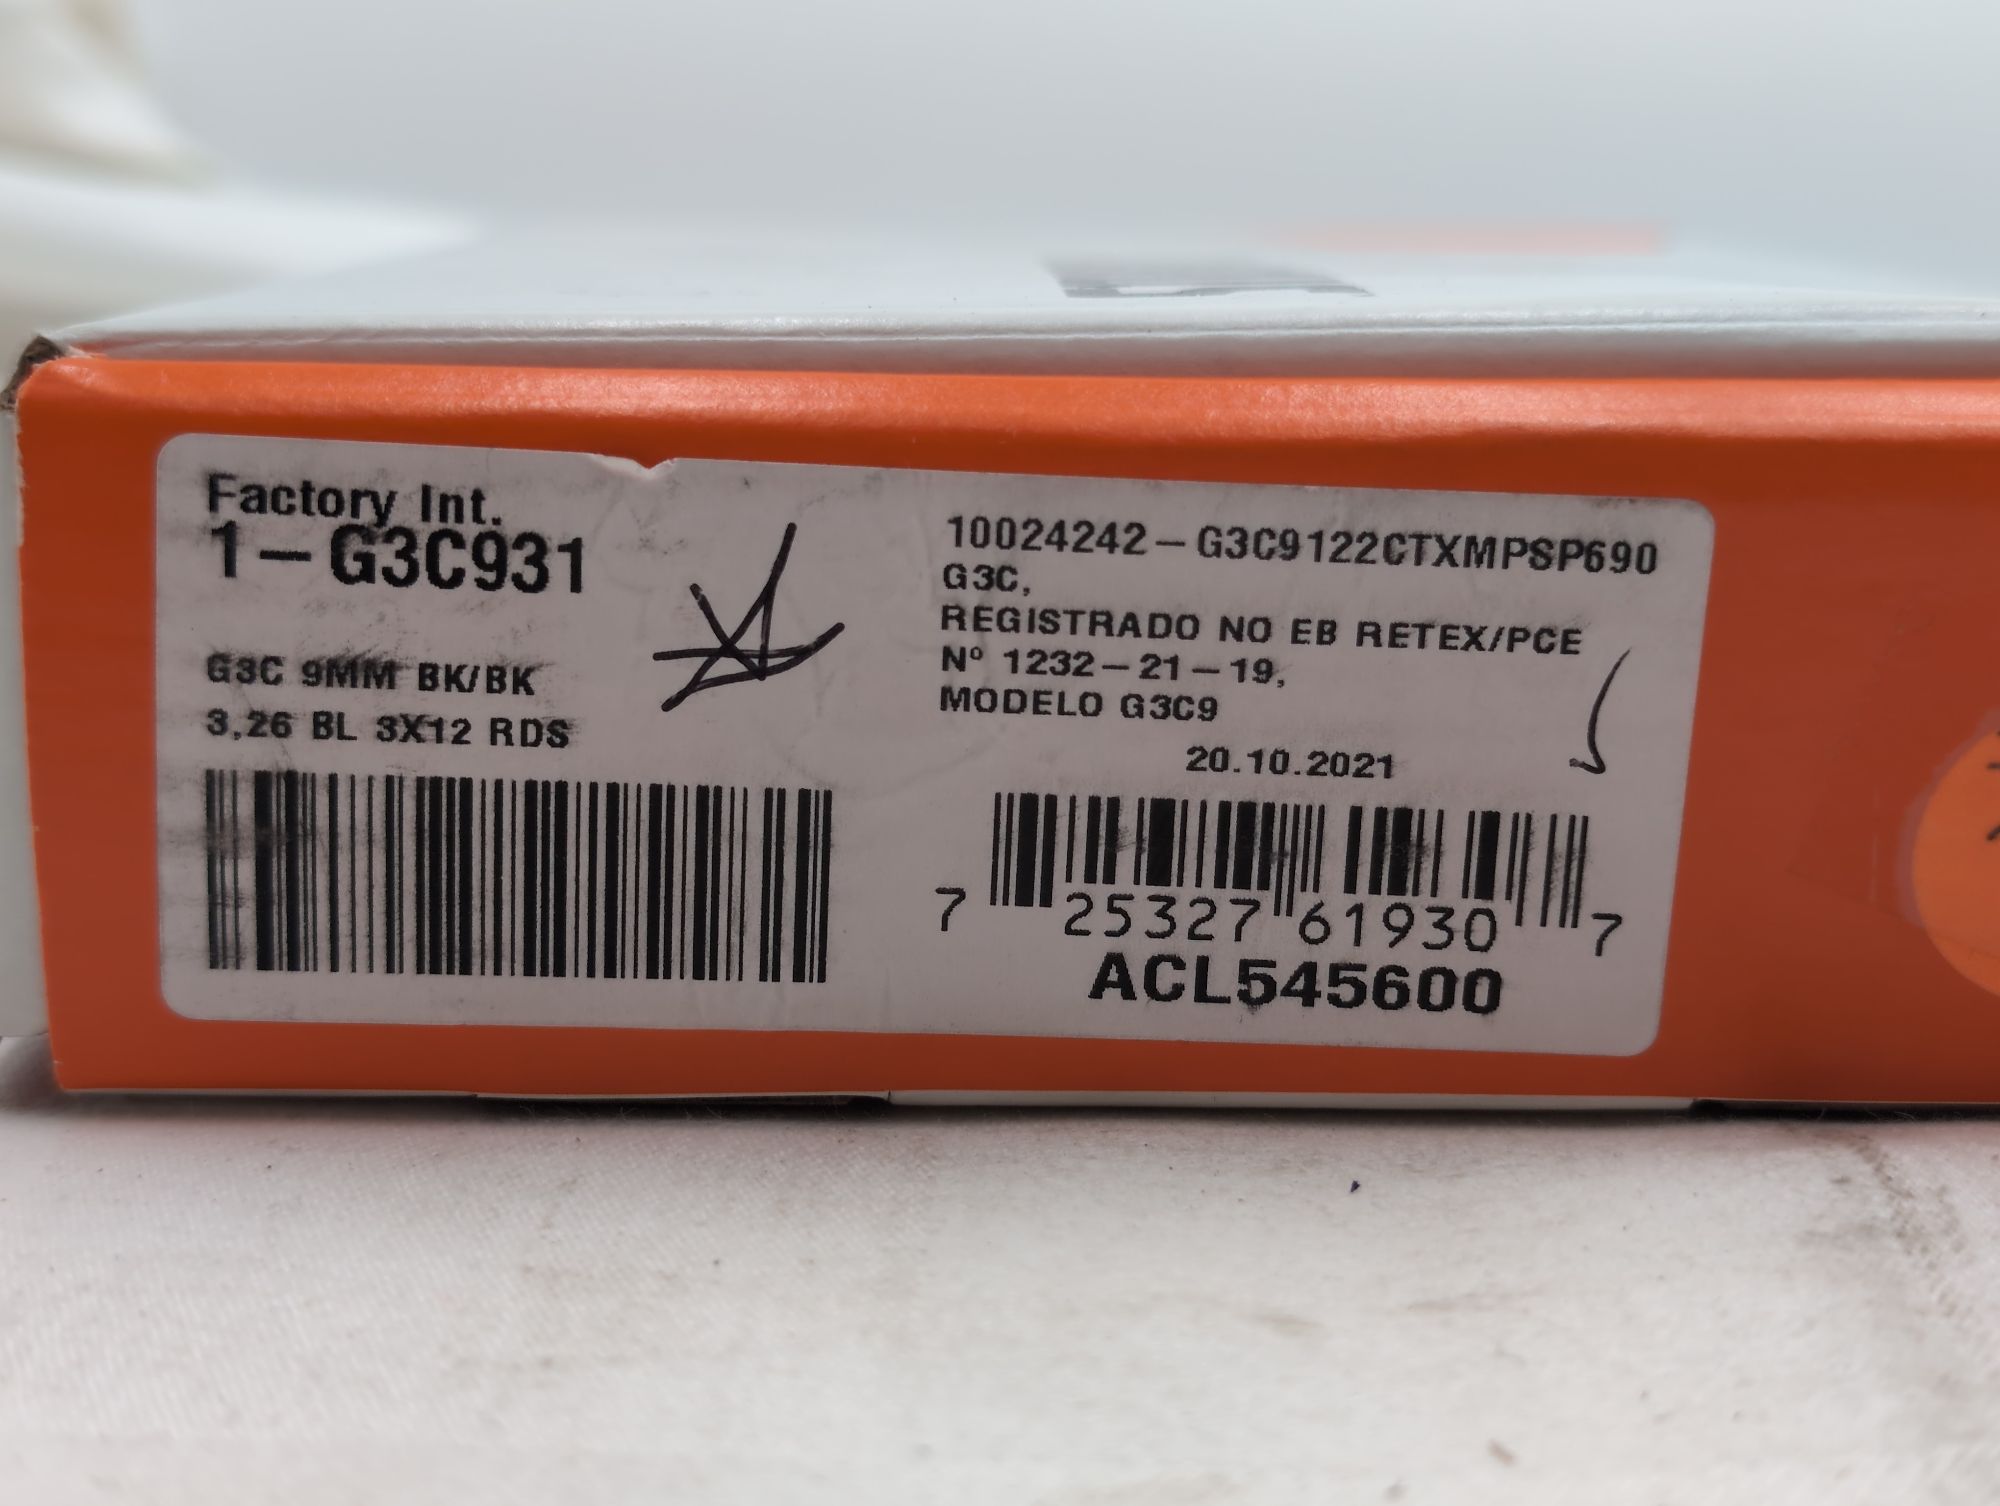 Factory Int.
1-G3C931
G3C 9MM BK/BK
3,26 BL 3X12 RDS
10024242-G3C9122CTXMPSP690
G3C,
REGISTRADO NO EB RETEX/PCE
Nº 1232-21-19,
MODELO G3C9
20.10.2021
7 25327 61930 7
ACL545600